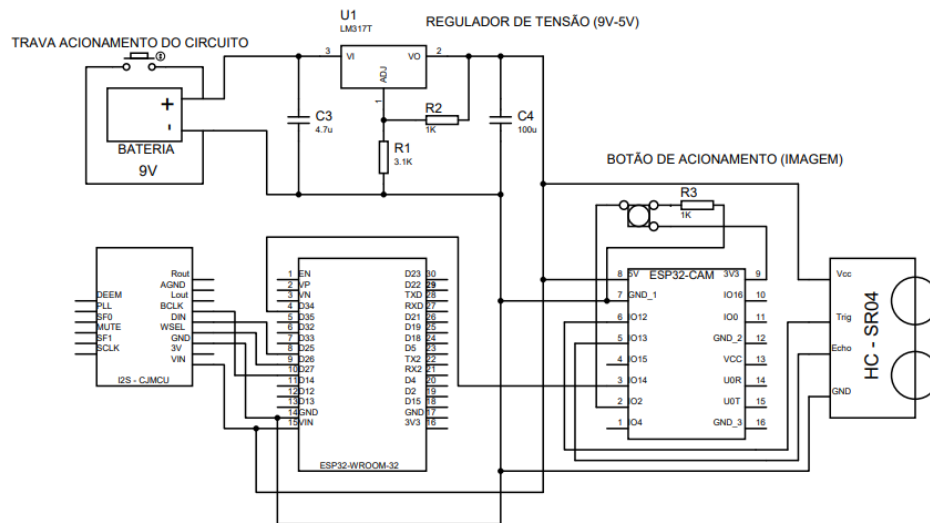 REGULADOR DE TENSÃO (9V-5V)
U1
LM317T
TRAVA ACIONAMENTO DO CIRCUITO
3
VI
VO
2
ADJ
1
+
-
BATERIA
9V
C3
4.7u
R2
1K
R1
3.1K
C4
100u
BOTÃO DE ACIONAMENTO (IMAGEM)
R3
1K
Rout
AGND
Lout
BCLK
DIN
WSEL
GND
3V
VIN
DEEM
PLL
SF0
MUTE
SF1
SCLK
I2S - CJMCU
1 EN
2 VP
3 VN
4 D34
5 D35
6 D32
7 D33
8 D25
9 D26
10 D27
11 D14
12 D12
13 D13
14 GND
15 VIN
D23 30
D22 29
TXD 28
RXD 27
D21 26
D19 25
D18 24
D5 23
TX2 22
RX2 21
D4 20
D2 19
D15 18
GND 17
3V3 16
ESP32-WROOM-32
ESP32-CAM
8 5V
7 GND_1
6 IO12
5 IO13
4 IO15
3 IO14
2 IO2
1 IO4
3V3 9
IO16 10
IO0 11
GND_2 12
VCC 13
U0R 14
U0T 15
GND_3 16
Vcc
Trig
Echo
GND
HC - SR04